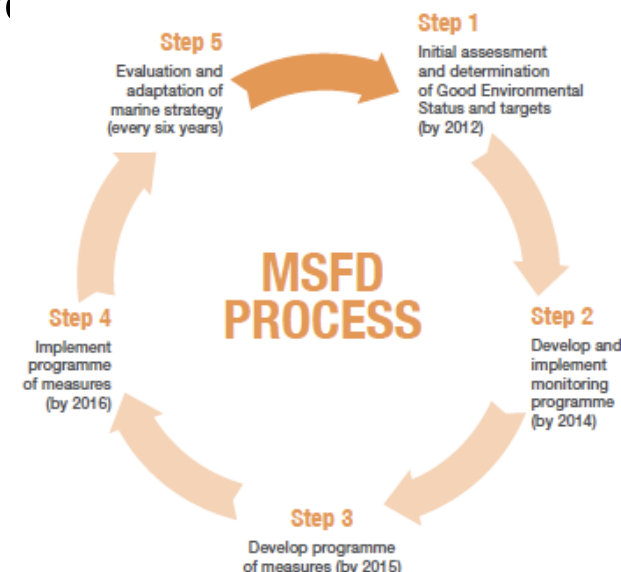 Step 1
Initial assessment
and determination
of Good Environmental
Status and targets
(by 2012)
Step 2
Develop and
implement
monitoring
programme
(by 2014)
Step 3
Develop programme
of measures (by 2015)
Step 4
Implement
programme
of measures
(by 2016)
Step 5
Evaluation and
adaptation of
marine strategy
(every six years)
MSFD
PROCESS